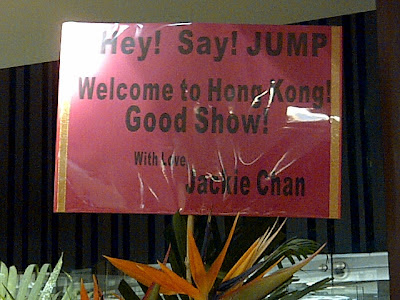 Hey! Say! JUMP
Welcome to Hong Kong!
Good Show!
With Love
Jackie Chan